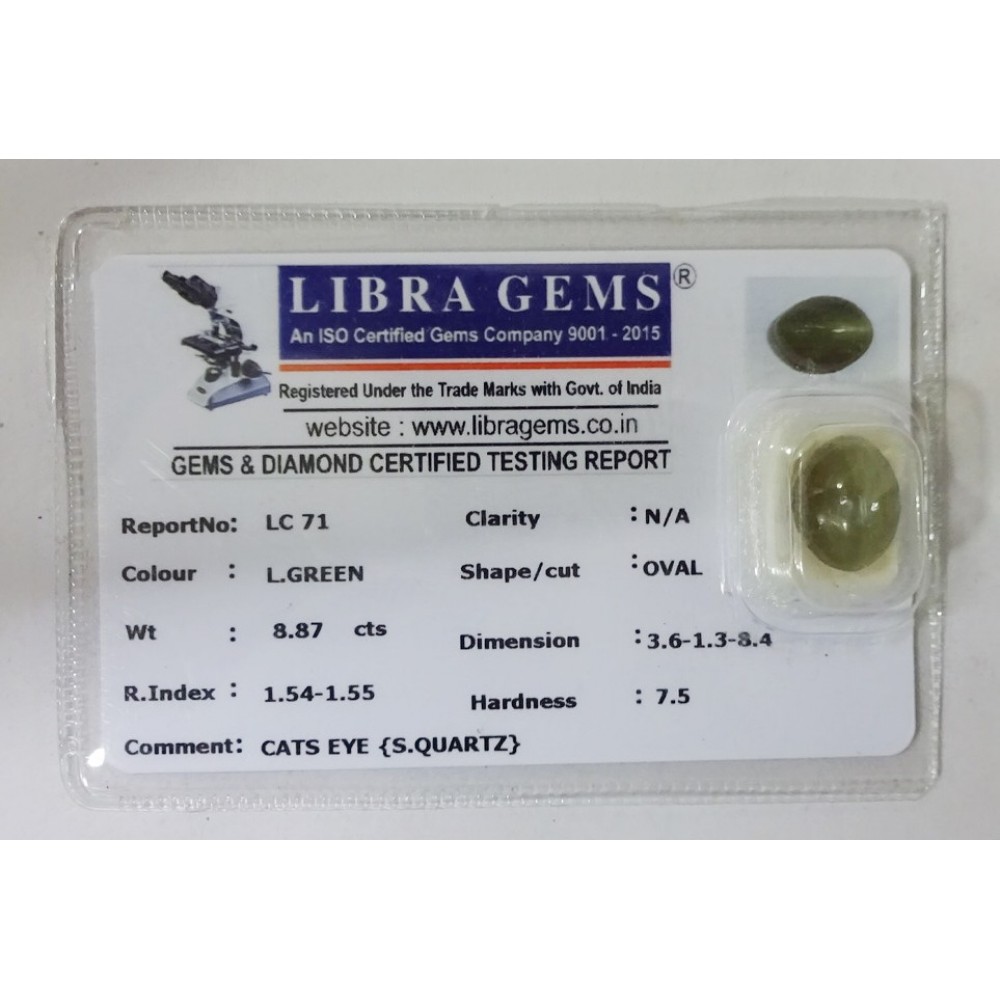 LIBRA GEMS ®
An ISO Certified Gems Company 9001 - 2015
Registered Under the Trade Marks with Govt. of India
website : www.libragems.co.in
GEMS & DIAMOND CERTIFIED TESTING REPORT
ReportNo: LC 71 Clarity : N/A
Colour : L.GREEN Shape/cut : OVAL
Wt : 8.87 cts Dimension : 3.6-1.3-8.4
R.Index : 1.54-1.55 Hardness : 7.5
Comment: CATS EYE {S.QUARTZ}